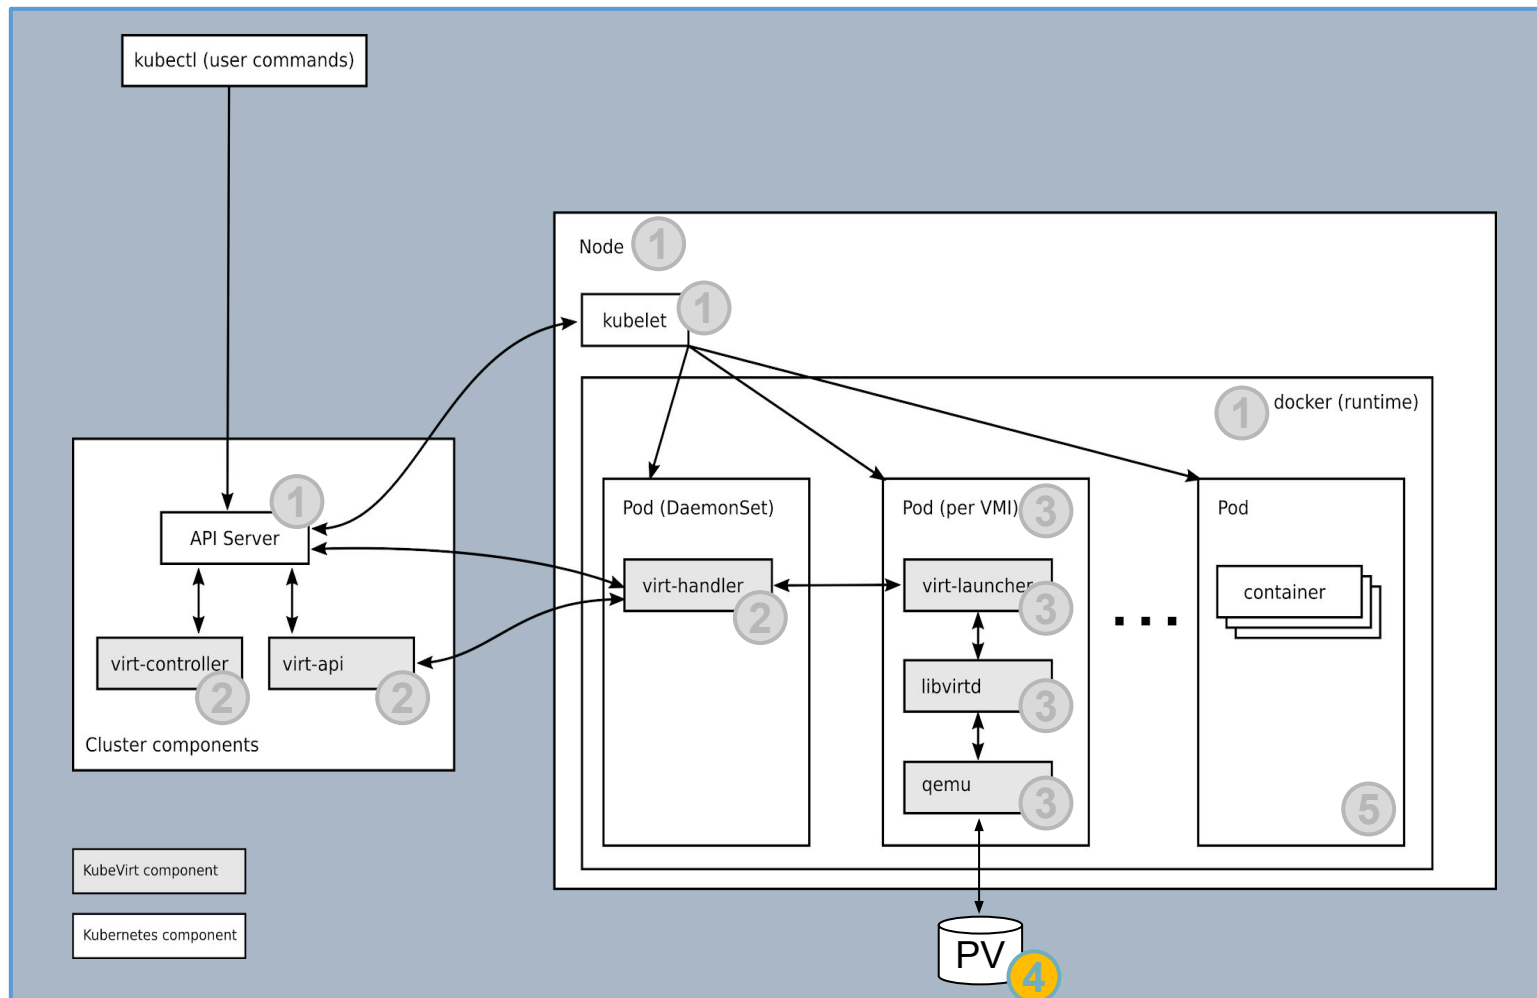 kubectl (user commands)
Node 1
kubelet 1
1 docker (runtime)
1
API Server
Pod (DaemonSet)
Pod (per VMI) 3
Pod
virt-handler
2
virt-launcher
3
container
...
virt-controller
2
virt-api
2
libvirtd
3
Cluster components
qemu
3
5
KubeVirt component
Kubernetes component
PV
4